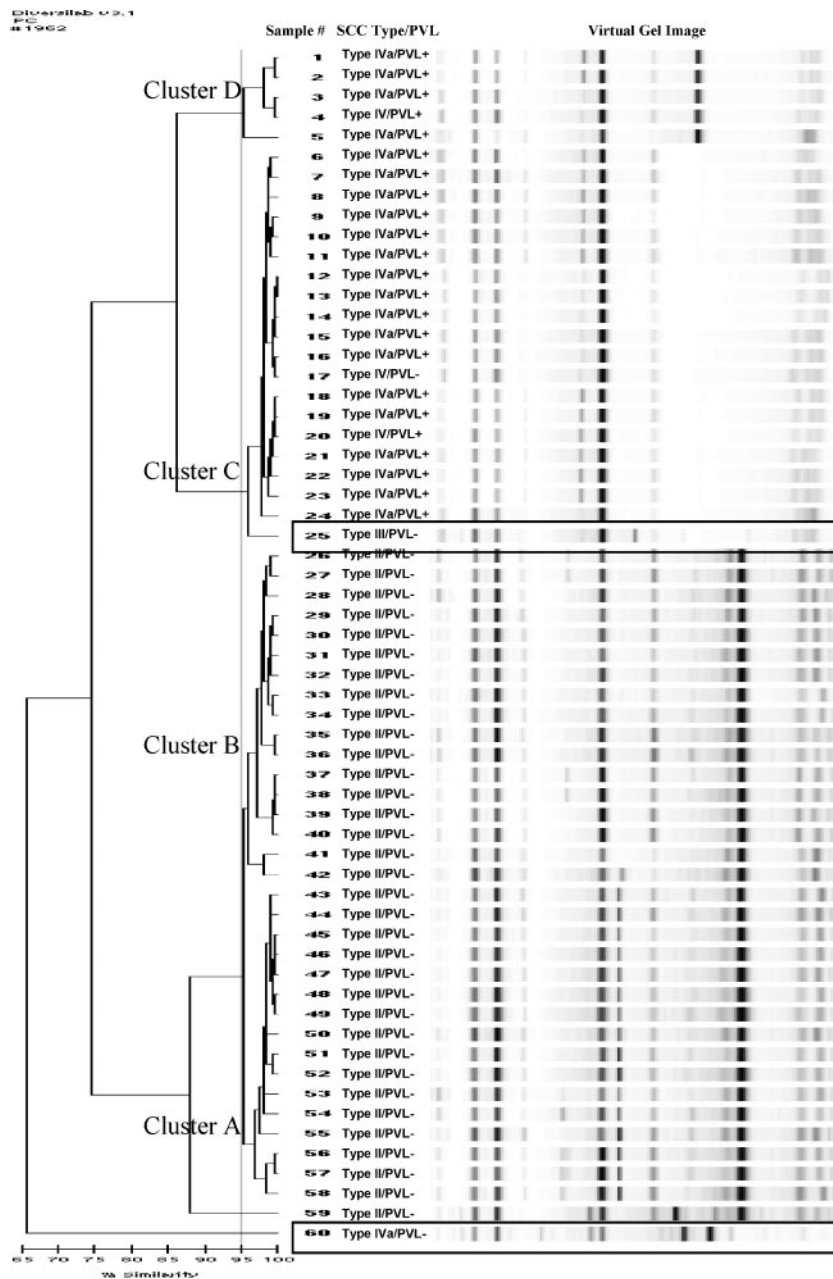 Diversilab v3.1
PC
#1962
Sample # SCC Type/PVL Virtual Gel Image
1 Type IVa/PVL+
Cluster D
2 Type IVa/PVL+
3 Type IVa/PVL+
4 Type IV/PVL+
5 Type IVa/PVL+
6 Type IVa/PVL+
7 Type IVa/PVL+
8 Type IVa/PVL+
9 Type IVa/PVL+
10 Type IVa/PVL+
11 Type IVa/PVL+
12 Type IVa/PVL+
13 Type IVa/PVL+
14 Type IVa/PVL+
15 Type IVa/PVL+
16 Type IVa/PVL+
17 Type IV/PVL-
18 Type IVa/PVL+
19 Type IVa/PVL+
20 Type IV/PVL+
21 Type IVa/PVL+
Cluster C
22 Type IVa/PVL+
23 Type IVa/PVL+
24 Type IVa/PVL+
25 Type III/PVL-
26 Type II/PVL-
27 Type II/PVL-
28 Type II/PVL-
29 Type II/PVL-
30 Type II/PVL-
31 Type II/PVL-
32 Type II/PVL-
33 Type II/PVL-
34 Type II/PVL-
35 Type II/PVL-
Cluster B
36 Type II/PVL-
37 Type II/PVL-
38 Type II/PVL-
39 Type II/PVL-
40 Type II/PVL-
41 Type II/PVL-
42 Type II/PVL-
43 Type II/PVL-
44 Type II/PVL-
45 Type II/PVL-
46 Type II/PVL-
47 Type II/PVL-
48 Type II/PVL-
49 Type II/PVL-
50 Type II/PVL-
51 Type II/PVL-
52 Type II/PVL-
53 Type II/PVL-
54 Type II/PVL-
Cluster A
55 Type II/PVL-
56 Type II/PVL-
57 Type II/PVL-
58 Type II/PVL-
59 Type II/PVL-
60 Type IVa/PVL-
65 70 75 80 85 90 95 100
% Similarity